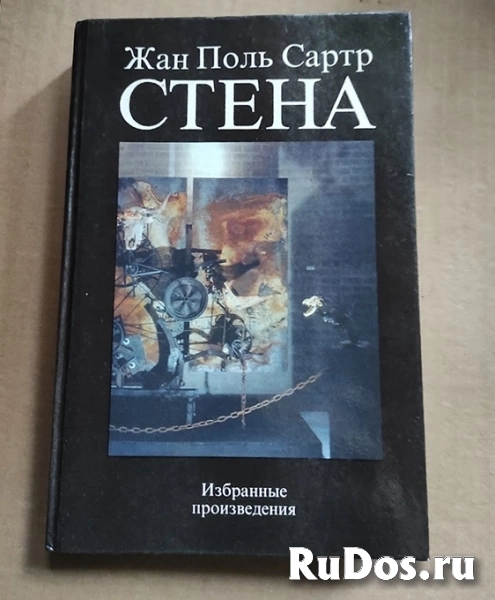 Жан Поль Сартр
СТЕНА
Избранные
произведения
RuDos.ru